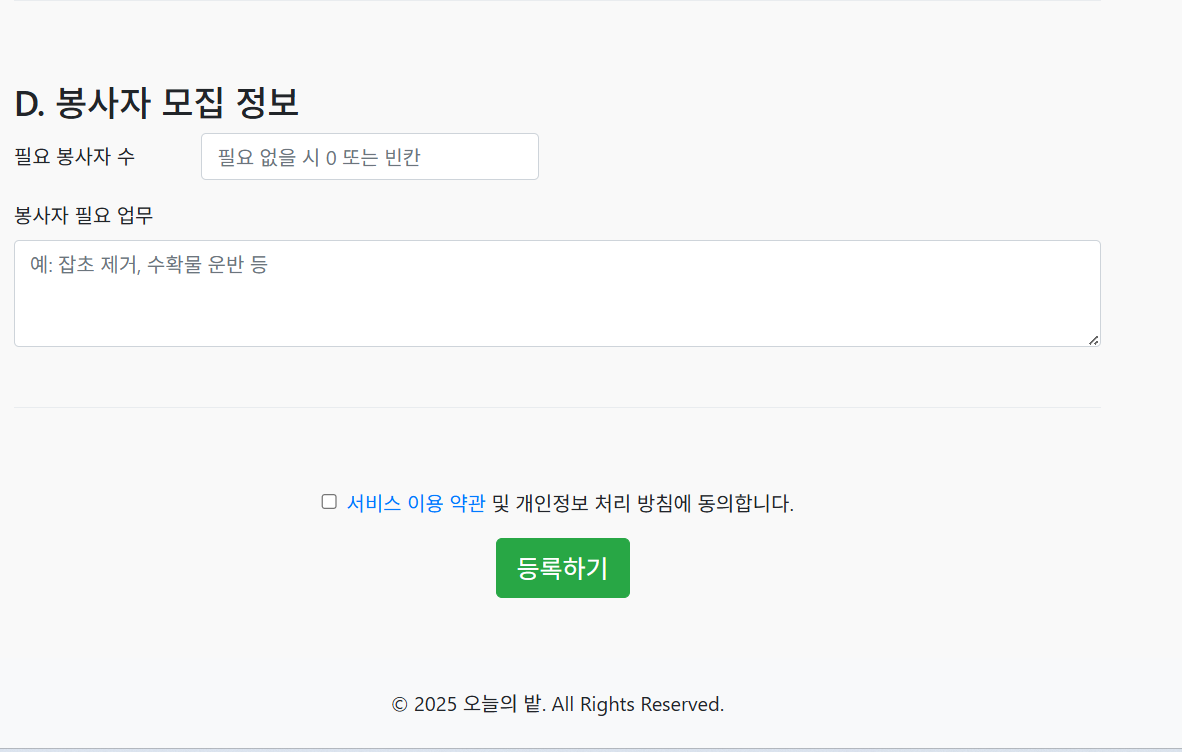 D. 봉사자 모집 정보
필요 봉사자 수
필요 없을 시 0 또는 빈칸
봉사자 필요 업무
예: 잡초 제거, 수확물 운반 등
서비스 이용 약관 및 개인정보 처리 방침에 동의합니다.
등록하기
© 2025 오늘의 밭. All Rights Reserved.